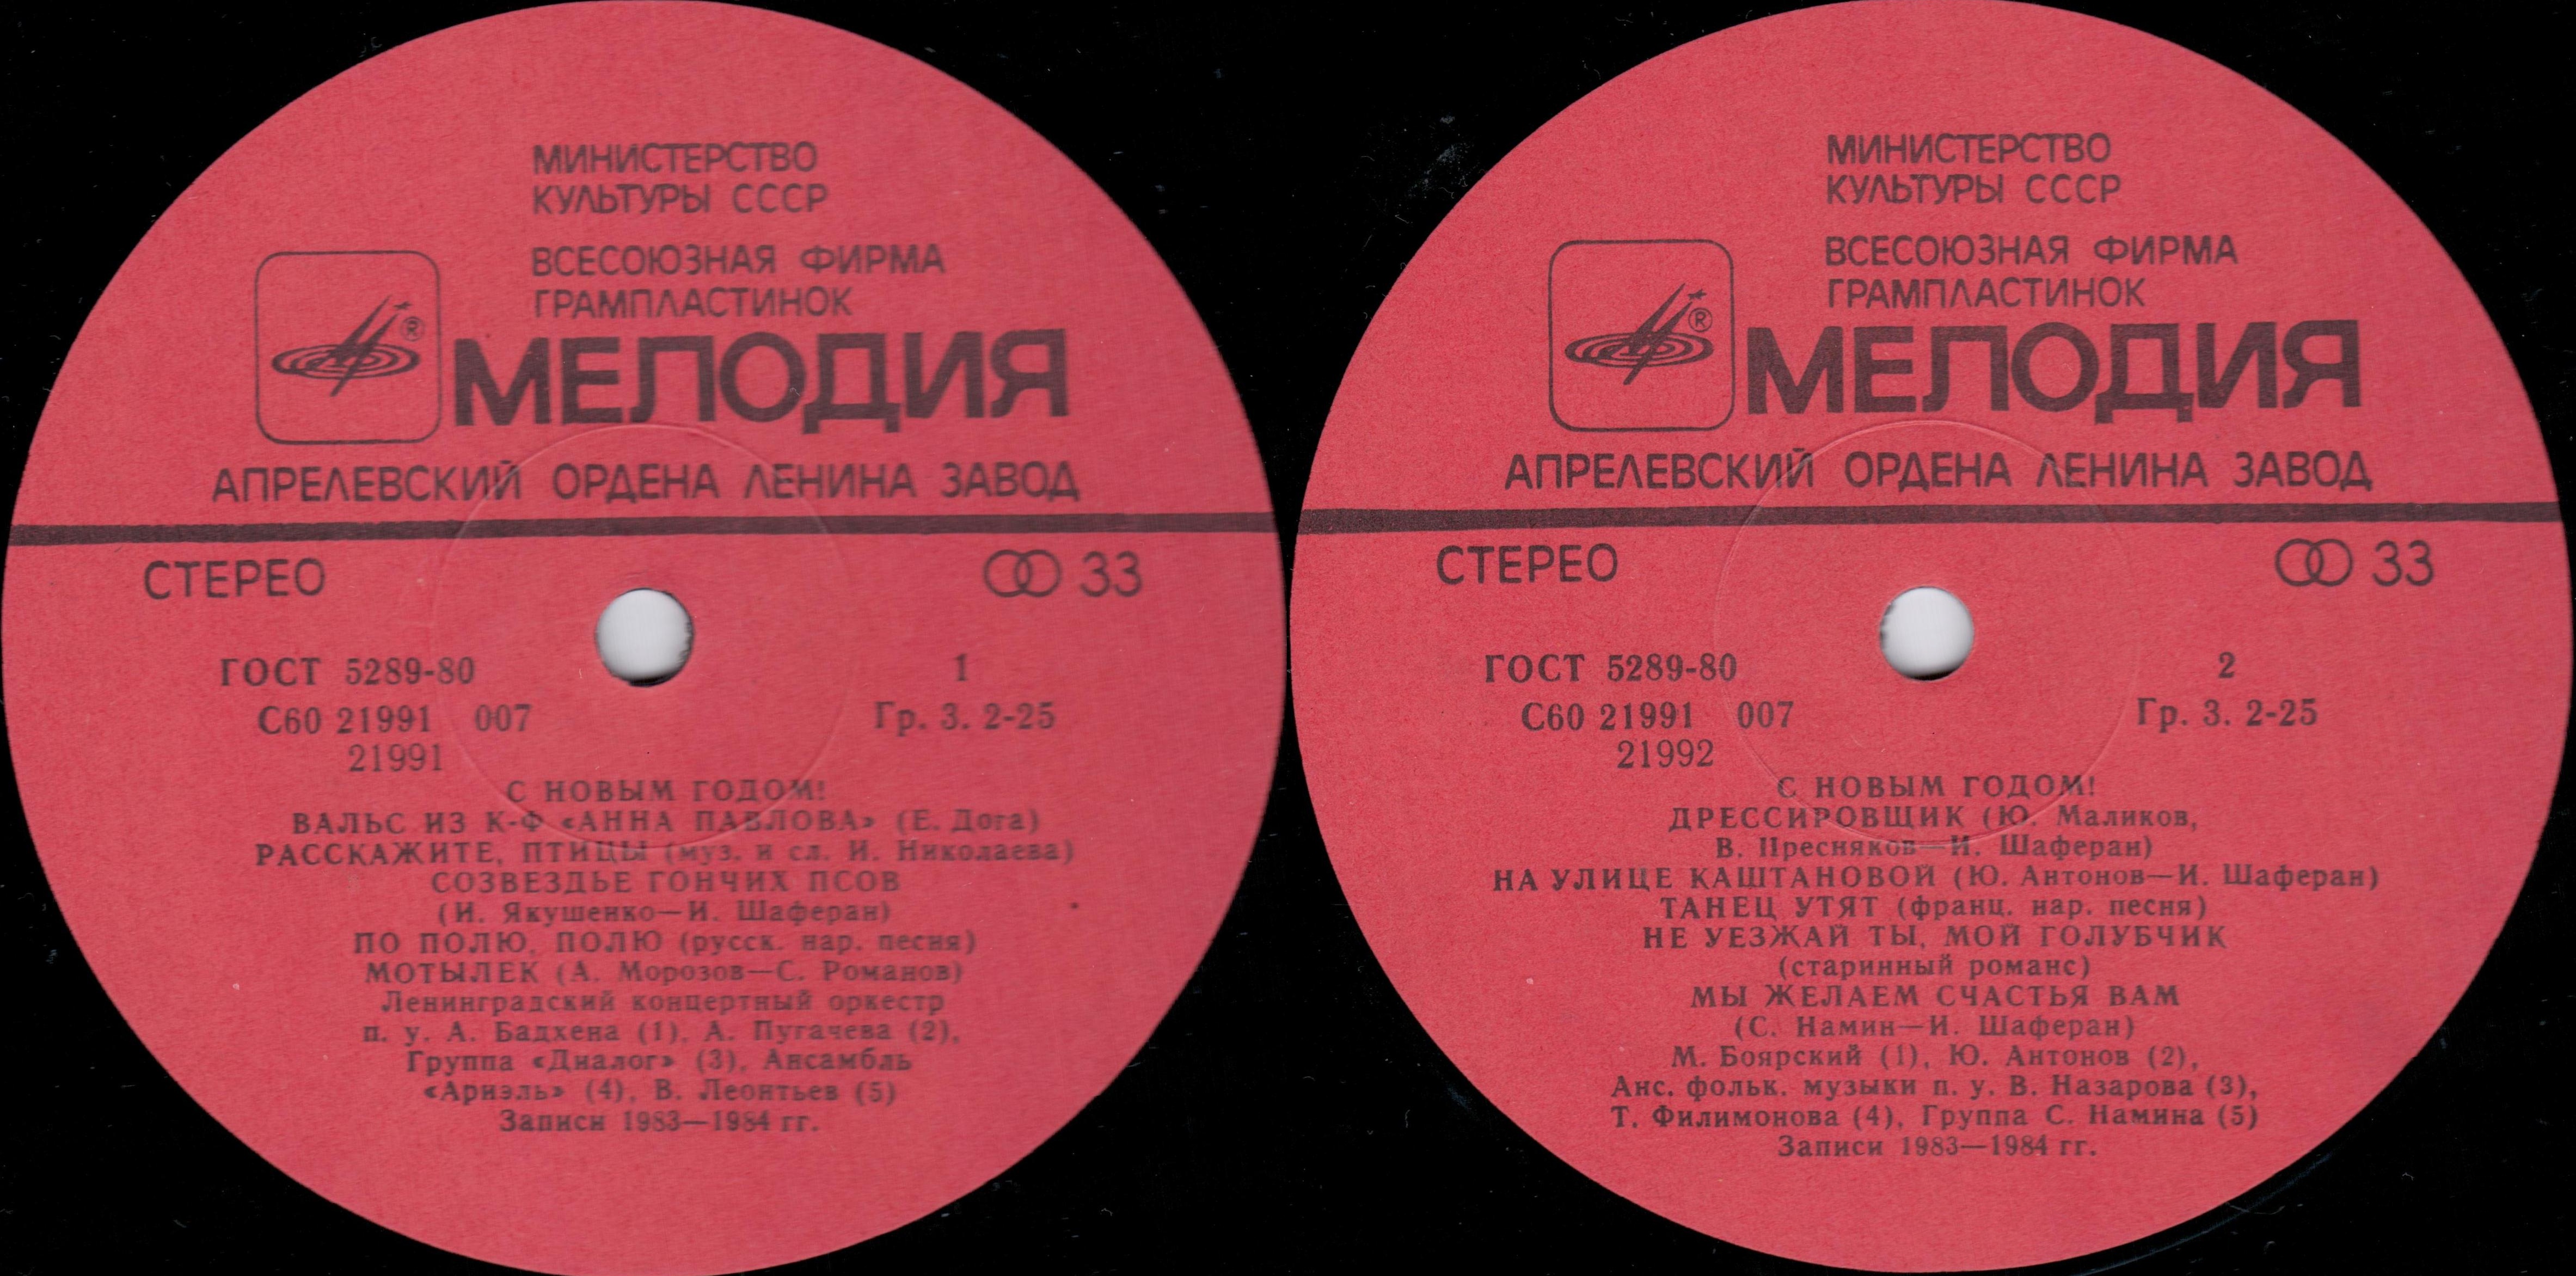 МИНИСТЕРСТВО
КУЛЬТУРЫ СССР
ВСЕСОЮЗНАЯ ФИРМА
ГРАМПЛАСТИНОК
®
МЕЛОДИЯ
АПРЕЛЕВСКИЙ ОРДЕНА ЛЕНИНА ЗАВОД
СТЕРЕО
33
ГОСТ 5289-80
1
С60 21991 007
Гр. 3. 2-25
21991
С НОВЫМ ГОДОМ!
ВАЛЬС ИЗ К-Ф «АННА ПАВЛОВА» (Е. Дога)
РАССКАЖИТЕ, ПТИЦЫ (муз. и сл. И. Николаева)
СОЗВЕЗДЬЕ ГОНЧИХ ПСОВ
(И. Якушенко—И. Шаферан)
ПО ПОЛЮ, ПОЛЮ (русск. нар. песня)
МОТЫЛЕК (А. Морозов—С. Романов)
Ленинградский концертный оркестр
п. у. А. Бадхена (1), А. Пугачева (2),
Группа «Диалог» (3), Ансамбль
«Ариэль» (4), В. Леонтьев (5)
Записи 1983—1984 гг.
МИНИСТЕРСТВО
КУЛЬТУРЫ СССР
ВСЕСОЮЗНАЯ ФИРМА
ГРАМПЛАСТИНОК
®
МЕЛОДИЯ
АПРЕЛЕВСКИЙ ОРДЕНА ЛЕНИНА ЗАВОД
СТЕРЕО
33
ГОСТ 5289-80
2
С60 21991 007
Гр. 3. 2-25
21992
С НОВЫМ ГОДОМ!
ДРЕССИРОВЩИК (Ю. Маликов,
В. Пресняков—И. Шаферан)
НА УЛИЦЕ КАШТАНОВОЙ (Ю. Антонов—И. Шаферан)
ТАНЕЦ УТЯТ (франц. нар. песня)
НЕ УЕЗЖАЙ ТЫ, МОЙ ГОЛУБЧИК
(старинный романс)
МЫ ЖЕЛАЕМ СЧАСТЬЯ ВАМ
(С. Намин—И. Шаферан)
М. Боярский (1), Ю. Антонов (2),
Анс. фольк. музыки п. у. В. Назарова (3),
Т. Филимонова (4), Группа С. Намина (5)
Записи 1983—1984 гг.